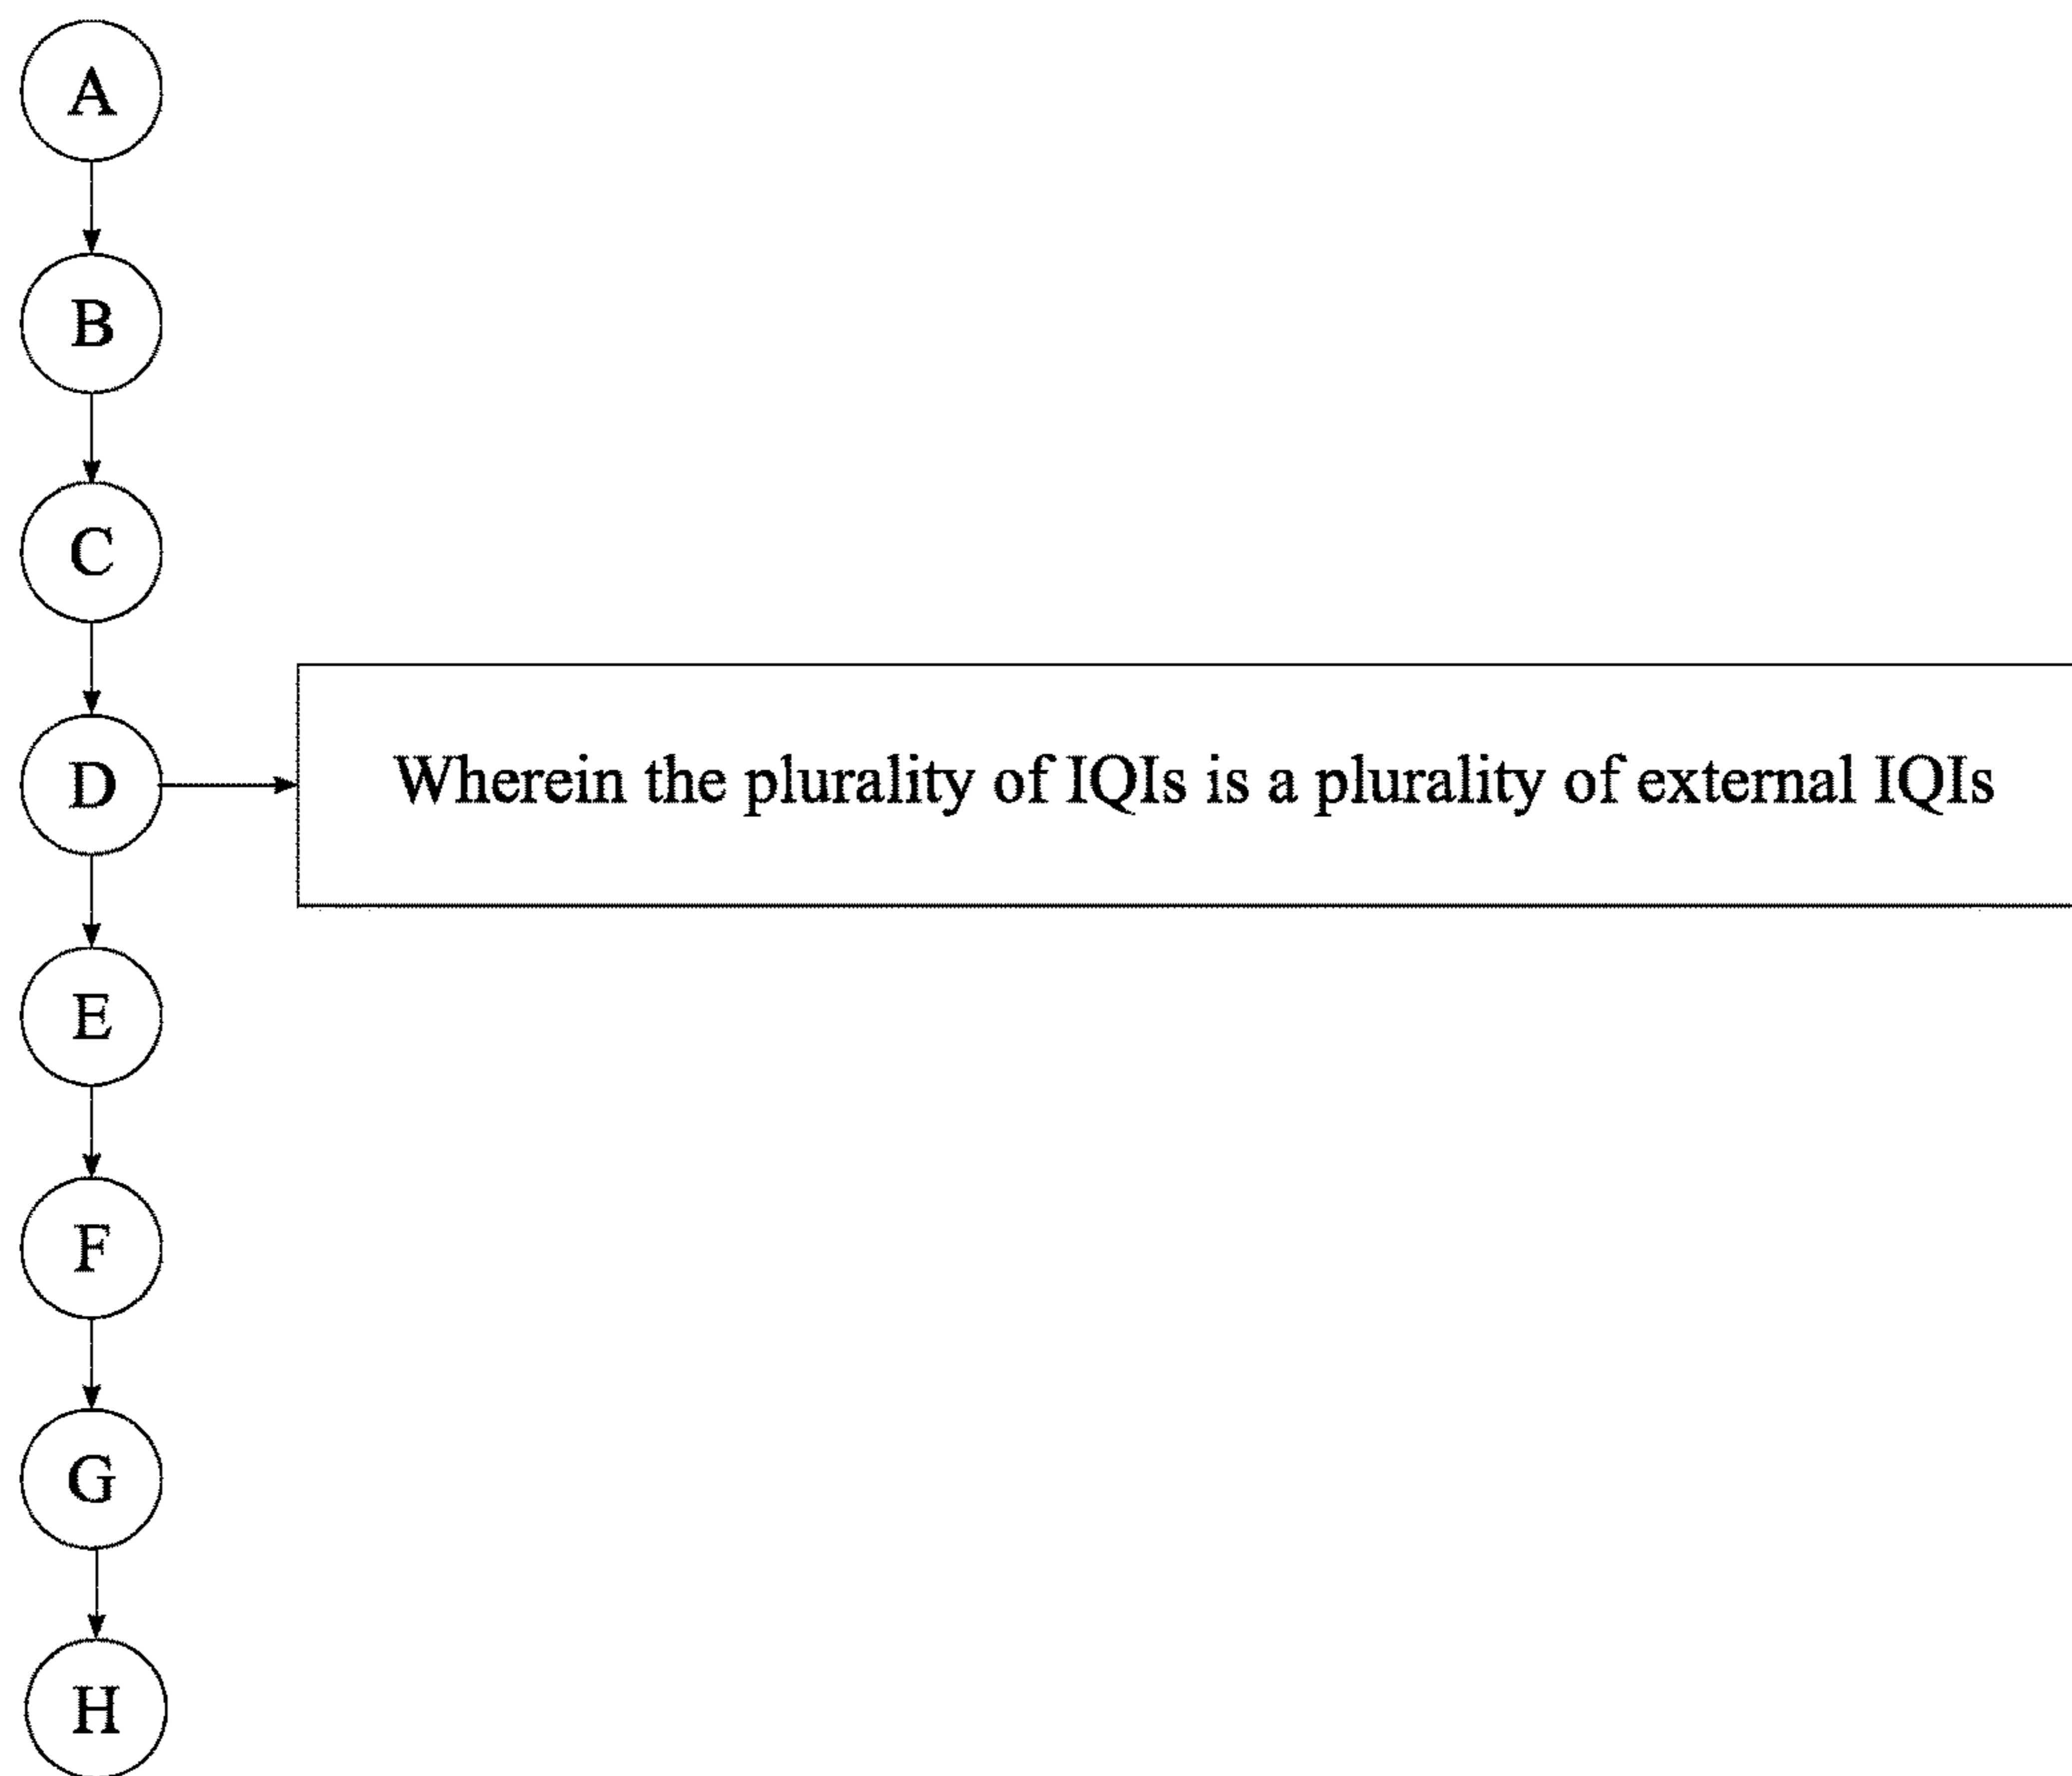 A
B
C
D
Wherein the plurality of IQIs is a plurality of external IQIs
E
F
G
H